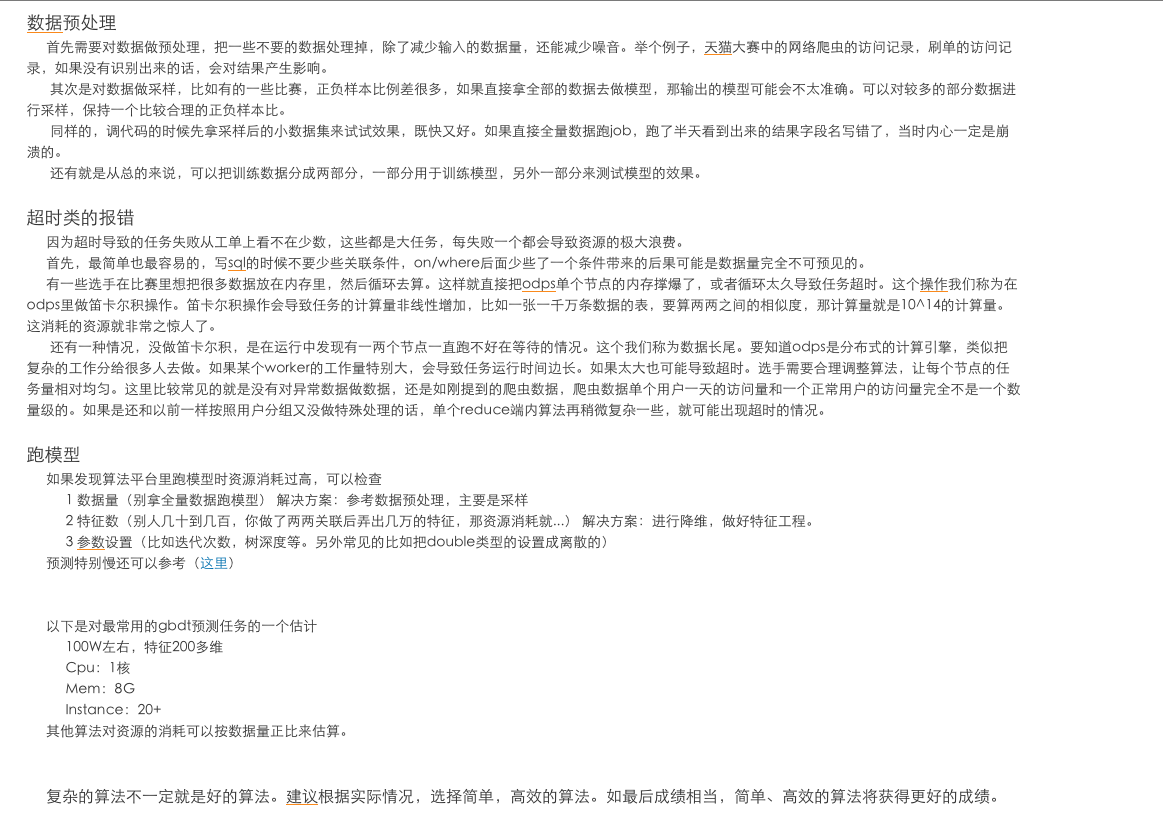 数据预处理
首先需要对数据做预处理，把一些不要的数据处理掉，除了减少输入的数据量，还能减少噪音。举个例子，天猫大赛中的网络爬虫的访问记录，刷单的访问记
录，如果没有识别出来的话，会对结果产生影响。
其次是对数据做采样，比如有的一些比赛，正负样本比例差很多，如果直接拿全部的数据去做模型，那输出的模型可能会不太准确。可以对较多的部分数据进
行采样，保持一个比较合理的正负样本比。
同样的，调代码的时候先拿采样后的小数据集来试试效果，既快又好。如果直接全量数据跑job，跑了半天看到出来的结果字段名写错了，当时内心一定是崩
溃的。
还有就是从总的来说，可以把训练数据分成两部分，一部分用于训练模型，另外一部分来测试模型的效果。
超时类的报错
因为超时导致的任务失败从工单上看不在少数，这些都是大任务，每失败一个都会导致资源的极大浪费。
首先，最简单也最容易的，写sql的时候不要少些关联条件，on/where后面少些了一个条件带来的后果可能是数据量完全不可预见的。
有一些选手在比赛里想把很多数据放在内存里，然后循环去算。这样就直接把odps单个节点的内存撑爆了，或者循环太久导致任务超时。这个操作我们称为在
odps里做笛卡尔积操作。笛卡尔积操作会导致任务的计算量非线性增加，比如一张一千万条数据的表，要算两两之间的相似度，那计算量就是10^14的计算量。
这消耗的资源就非常之惊人了。
还有一种情况，没做笛卡尔积，是在运行中发现有一两个节点一直跑不好在等待的情况。这个我们称为数据长尾。要知道odps是分布式的计算引擎，类似把
复杂的工作分给很多人去做。如果某个worker的工作量特别大，会导致任务运行时间边长。如果太大也可能导致超时。选手需要合理调整算法，让每个节点的任
务量相对均匀。这里比较常见的就是没有对异常数据做数据，还是如刚提到的爬虫数据，爬虫数据单个用户一天的访问量和一个正常用户的访问量完全不是一个数
量级的。如果是还和以前一样按照用户分组又没做特殊处理的话，单个reduce端内算法再稍微复杂一些，就可能出现超时的情况。
跑模型
如果发现算法平台里跑模型时资源消耗过高，可以检查
1 数据量（别拿全量数据跑模型） 解决方案：参考数据预处理，主要是采样
2 特征数（别人几十到几百，你做了两两关联后弄出几万的特征，那资源消耗就...） 解决方案：进行降维，做好特征工程。
3 参数设置（比如迭代次数，树深度等。另外常见的比如把double类型的设置成离散的）
预测特别慢还可以参考（这里）
以下是对最常用的gbdt预测任务的一个估计
100W左右，特征200多维
Cpu：1核
Mem：8G
Instance：20+
其他算法对资源的消耗可以按数据量正比来估算。
复杂的算法不一定就是好的算法。建议根据实际情况，选择简单，高效的算法。如最后成绩相当，简单、高效的算法将获得更好的成绩。